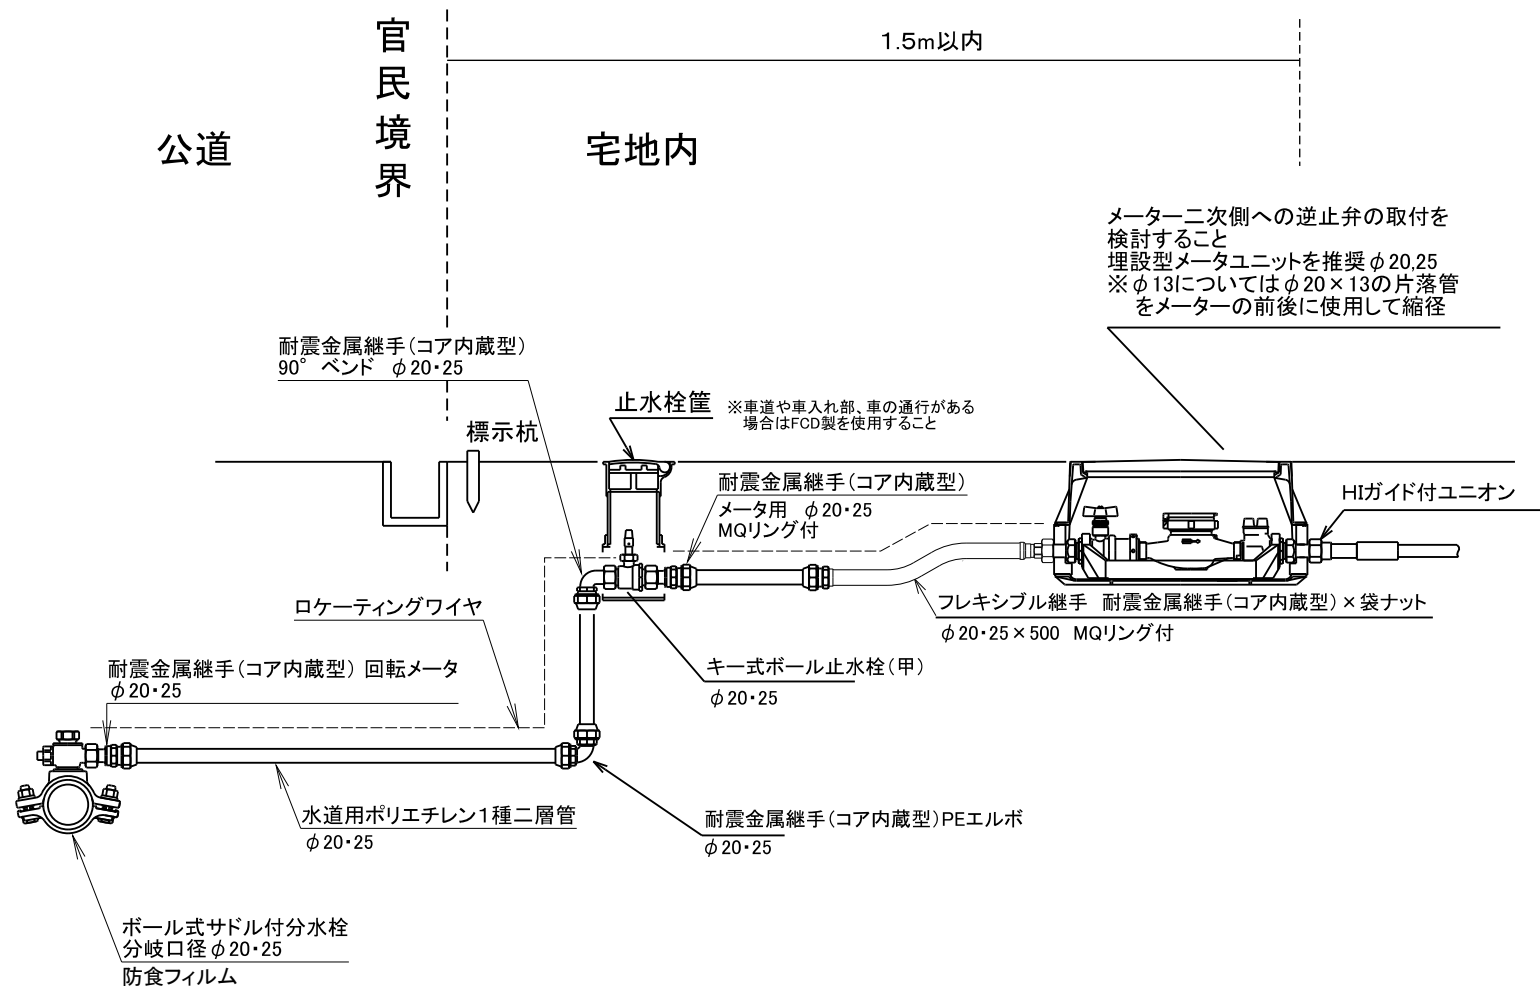 官民境界
1.5m以内
公道
宅地内
メーター二次側への逆止弁の取付を
検討すること
埋設型メータユニットを推奨φ20,25
※φ13についてはφ20×13の片落管
をメーターの前後に使用して縮径
耐震金属継手(コア内蔵型)
90°ベンド φ20・25
止水栓筐
※車道や車入れ部、車の通行がある
場合はFCD製を使用すること
標示杭
耐震金属継手(コア内蔵型)
メータ用 φ20・25
MQリング付
HIガイド付ユニオン
ロケーティングワイヤ
フレキシブル継手 耐震金属継手(コア内蔵型)×袋ナット
φ20・25×500 MQリング付
耐震金属継手(コア内蔵型) 回転メータ
φ20・25
キー式ボール止水栓(甲)
φ20・25
水道用ポリエチレン1種二層管
φ20・25
耐震金属継手(コア内蔵型)PEエルボ
φ20・25
ボール式サドル付分水栓
分岐口径φ20・25
防食フィルム